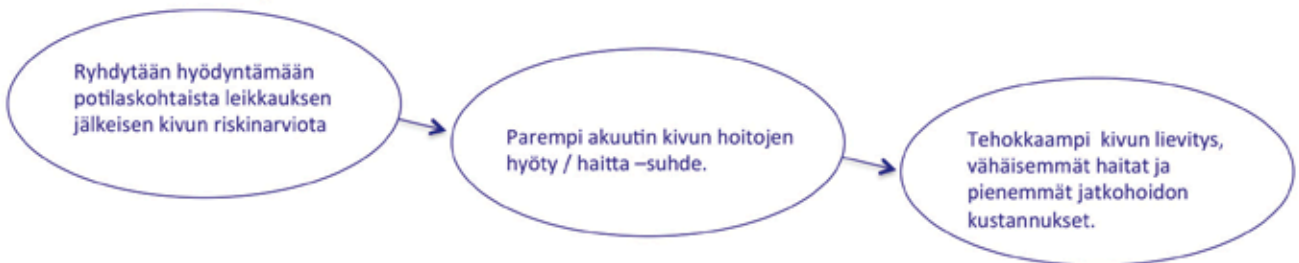 Ryhdytään hyödyntämään
potilaskohtaista leikkauksen
jälkeisen kivun riskinarviota
Parempi akuutin kivun hoitojen
hyöty / haitta –suhde.
Tehokkaampi kivun lievitys,
vähäisemmät haitat ja
pienemmät jatkohoidon
kustannukset.